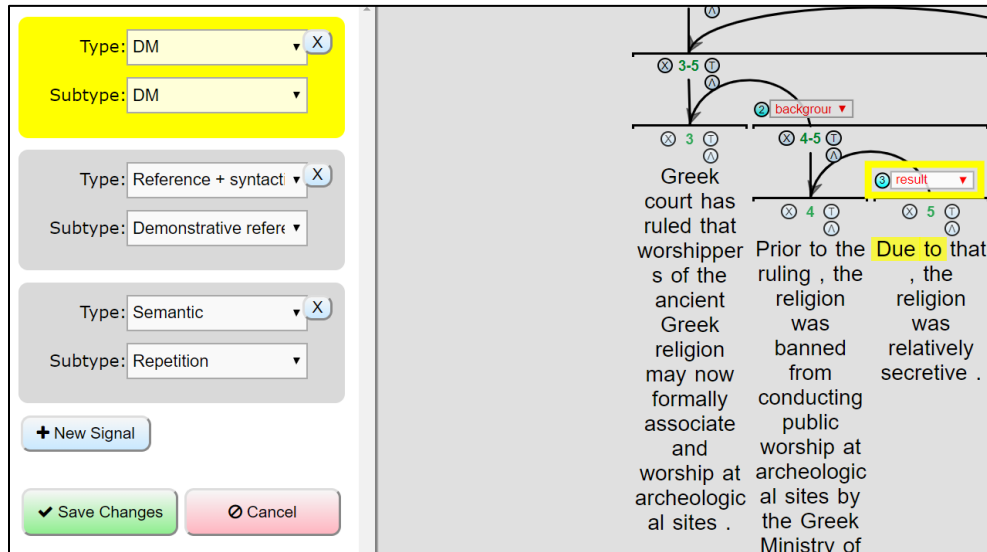 Type: DM X
Subtype: DM
Type: Reference + syntacti X
Subtype: Demonstrative refere
Type: Semantic X
Subtype: Repetition
+ New Signal
✔ Save Changes
Cancel
Λ
X 3-5 T
Λ
2 backgrour
X 3 T
Λ
X 4-5 T
Λ
3 result
X 4 T
Λ
X 5 T
Λ
Greek
court has
ruled that
worshipper
s of the
ancient
Greek
religion
may now
formally
associate
and
worship at
archeologic
al sites .
Prior to the
ruling , the
religion
was
banned
from
conducting
public
worship at
archeologic
al sites by
the Greek
Ministry of
Due to that
, the
religion
was
relatively
secretive .